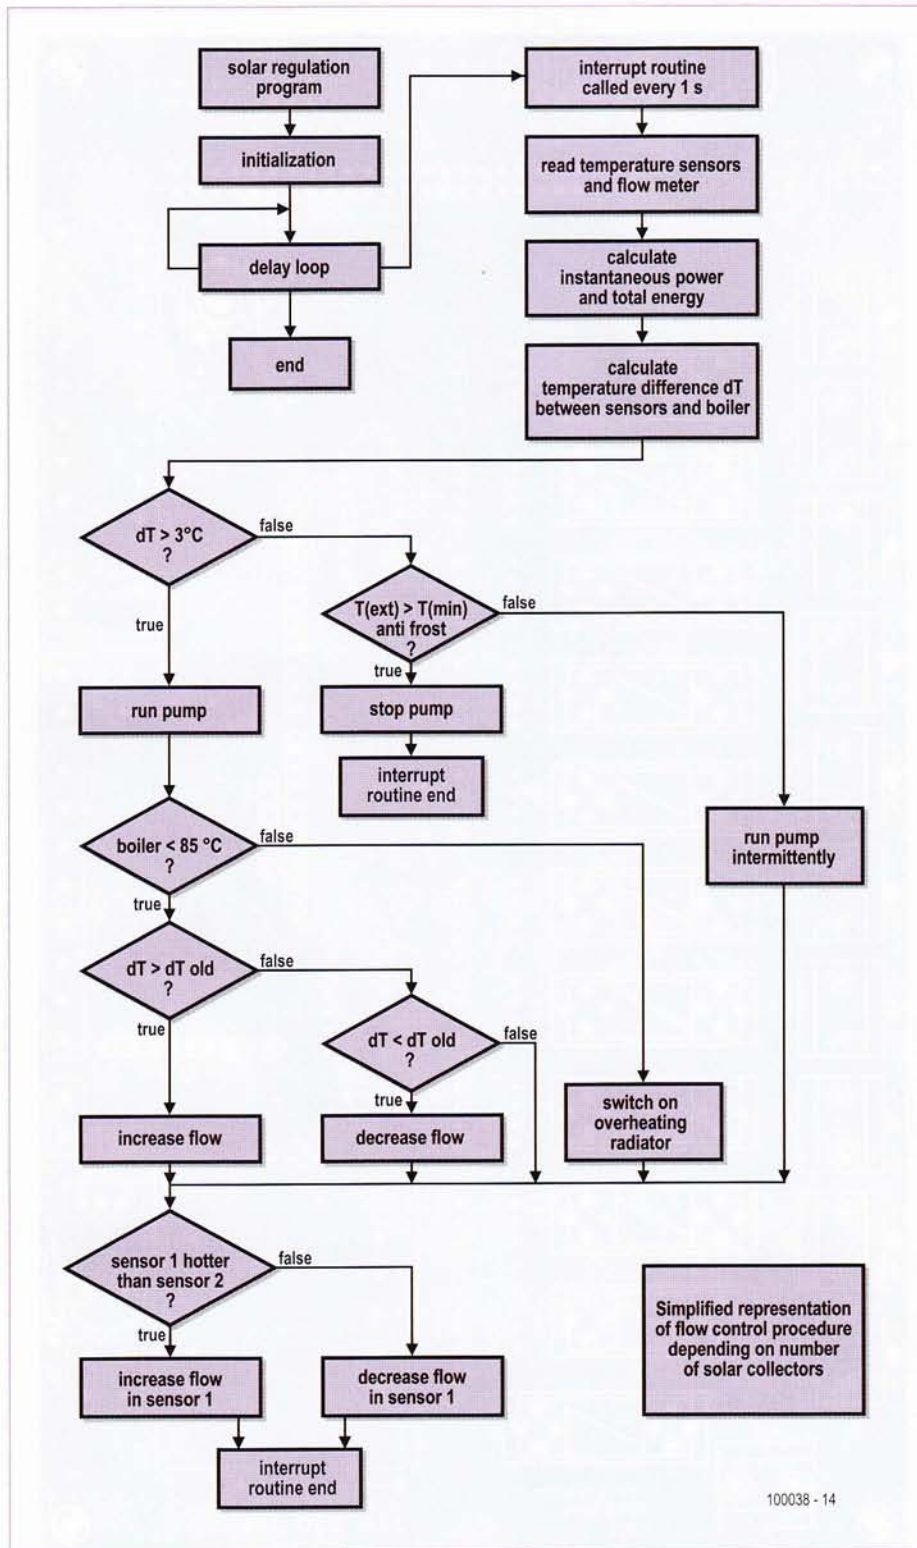 solar regulation
program
initialization
delay loop
end
interrupt routine
called every 1 s
read temperature sensors
and flow meter
calculate
instantaneous power
and total energy
calculate
temperature difference dT
between sensors and boiler
dT > 3°C
?
false
true
T(ext) > T(min)
anti frost
?
false
true
run pump
stop pump
interrupt
routine end
boiler < 85 °C
?
false
true
run pump
intermittently
dT > dT old
?
false
true
dT < dT old
?
false
true
increase flow
decrease flow
switch on
overheating
radiator
sensor 1 hotter
than sensor 2
?
false
true
increase flow
in sensor 1
decrease flow
in sensor 1
interrupt
routine end
Simplified representation
of flow control procedure
depending on number
of solar collectors
100038 - 14